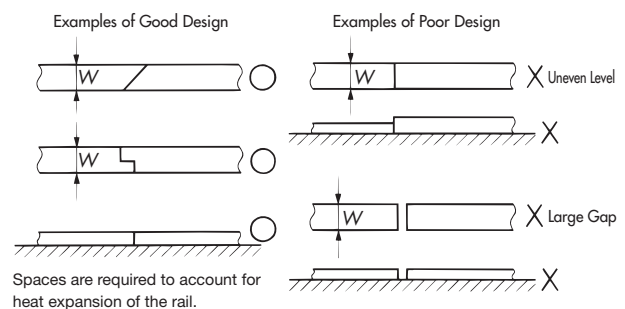 Examples of Good Design
W
W
Spaces are required to account for
heat expansion of the rail.
Examples of Poor Design
W
Uneven Level
W
Large Gap